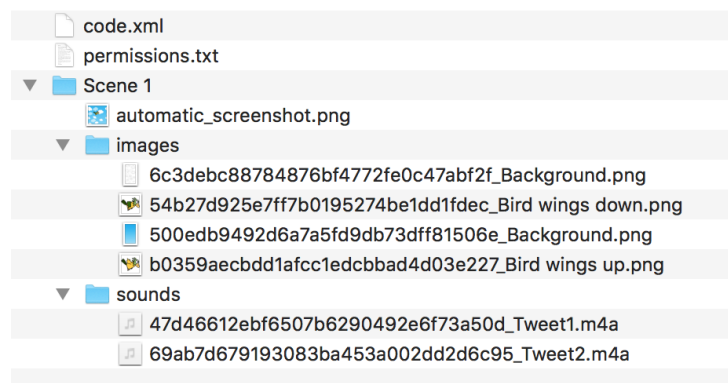 code.xml
permissions.txt
Scene 1
automatic_screenshot.png
images
6c3debc88784876bf4772fe0c47abf2f_Background.png
54b27d925e7ff7b0195274be1dd1fdec_Bird wings down.png
500edb9492d6a7a5fd9db73dff81506e_Background.png
b0359aecbdd1afcc1edcbbad4d03e227_Bird wings up.png
sounds
47d46612ebf6507b6290492e6f73a50d_Tweet1.m4a
69ab7d679193083ba453a002dd2d6c95_Tweet2.m4a